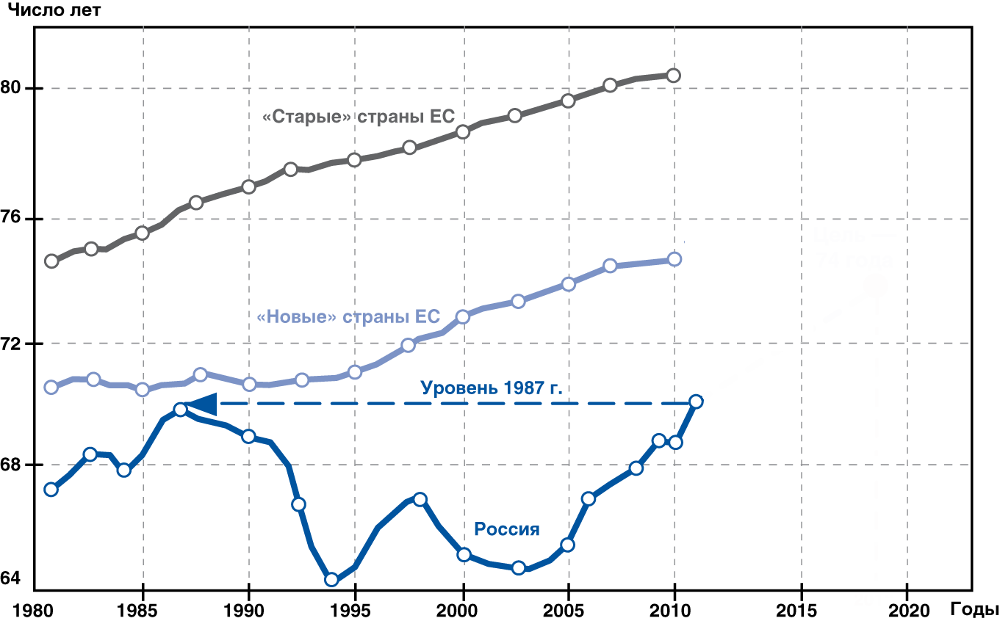 Число лет
80
«Старые» страны ЕС
76
«Новые» страны ЕС
72
Уровень 1987 г.
68
Россия
64
1980 1985 1990 1995 2000 2005 2010 2015 2020 Годы